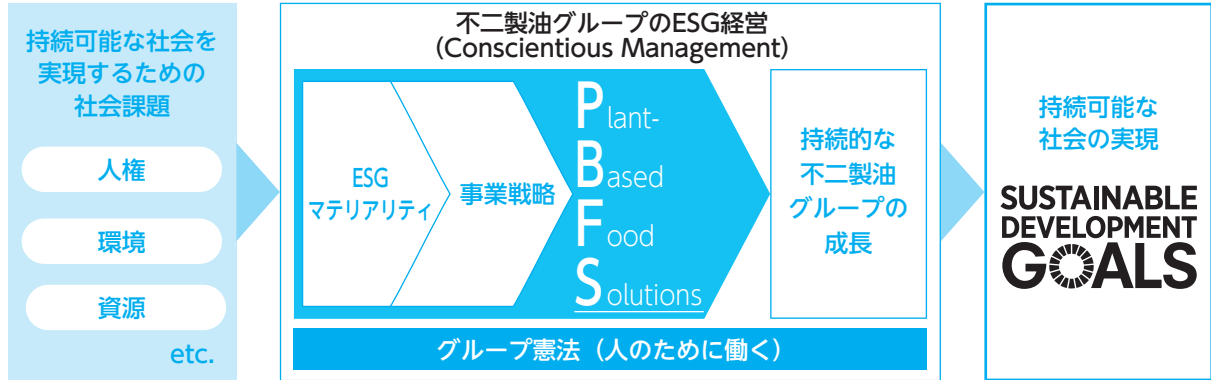 持続可能な社会を
実現するための
社会課題
人権
環境
資源
etc.
不二製油グループのESG経営
(Conscientious Management)
ESG
マテリアリティ
事業戦略
Plant-
Based
Food
Solutions
持続的な
不二製油
グループの
成長
グループ憲法（人のために働く）
持続可能な
社会の実現
SUSTAINABLE
DEVELOPMENT
GOALS